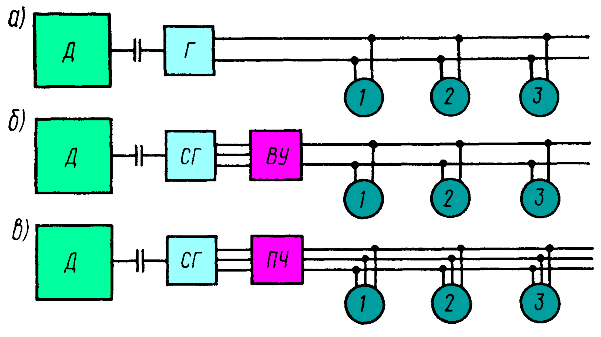 а)
Д Г
1 2 3
б)
Д СГ ВУ
1 2 3
в)
Д СГ ПЧ
1 2 3